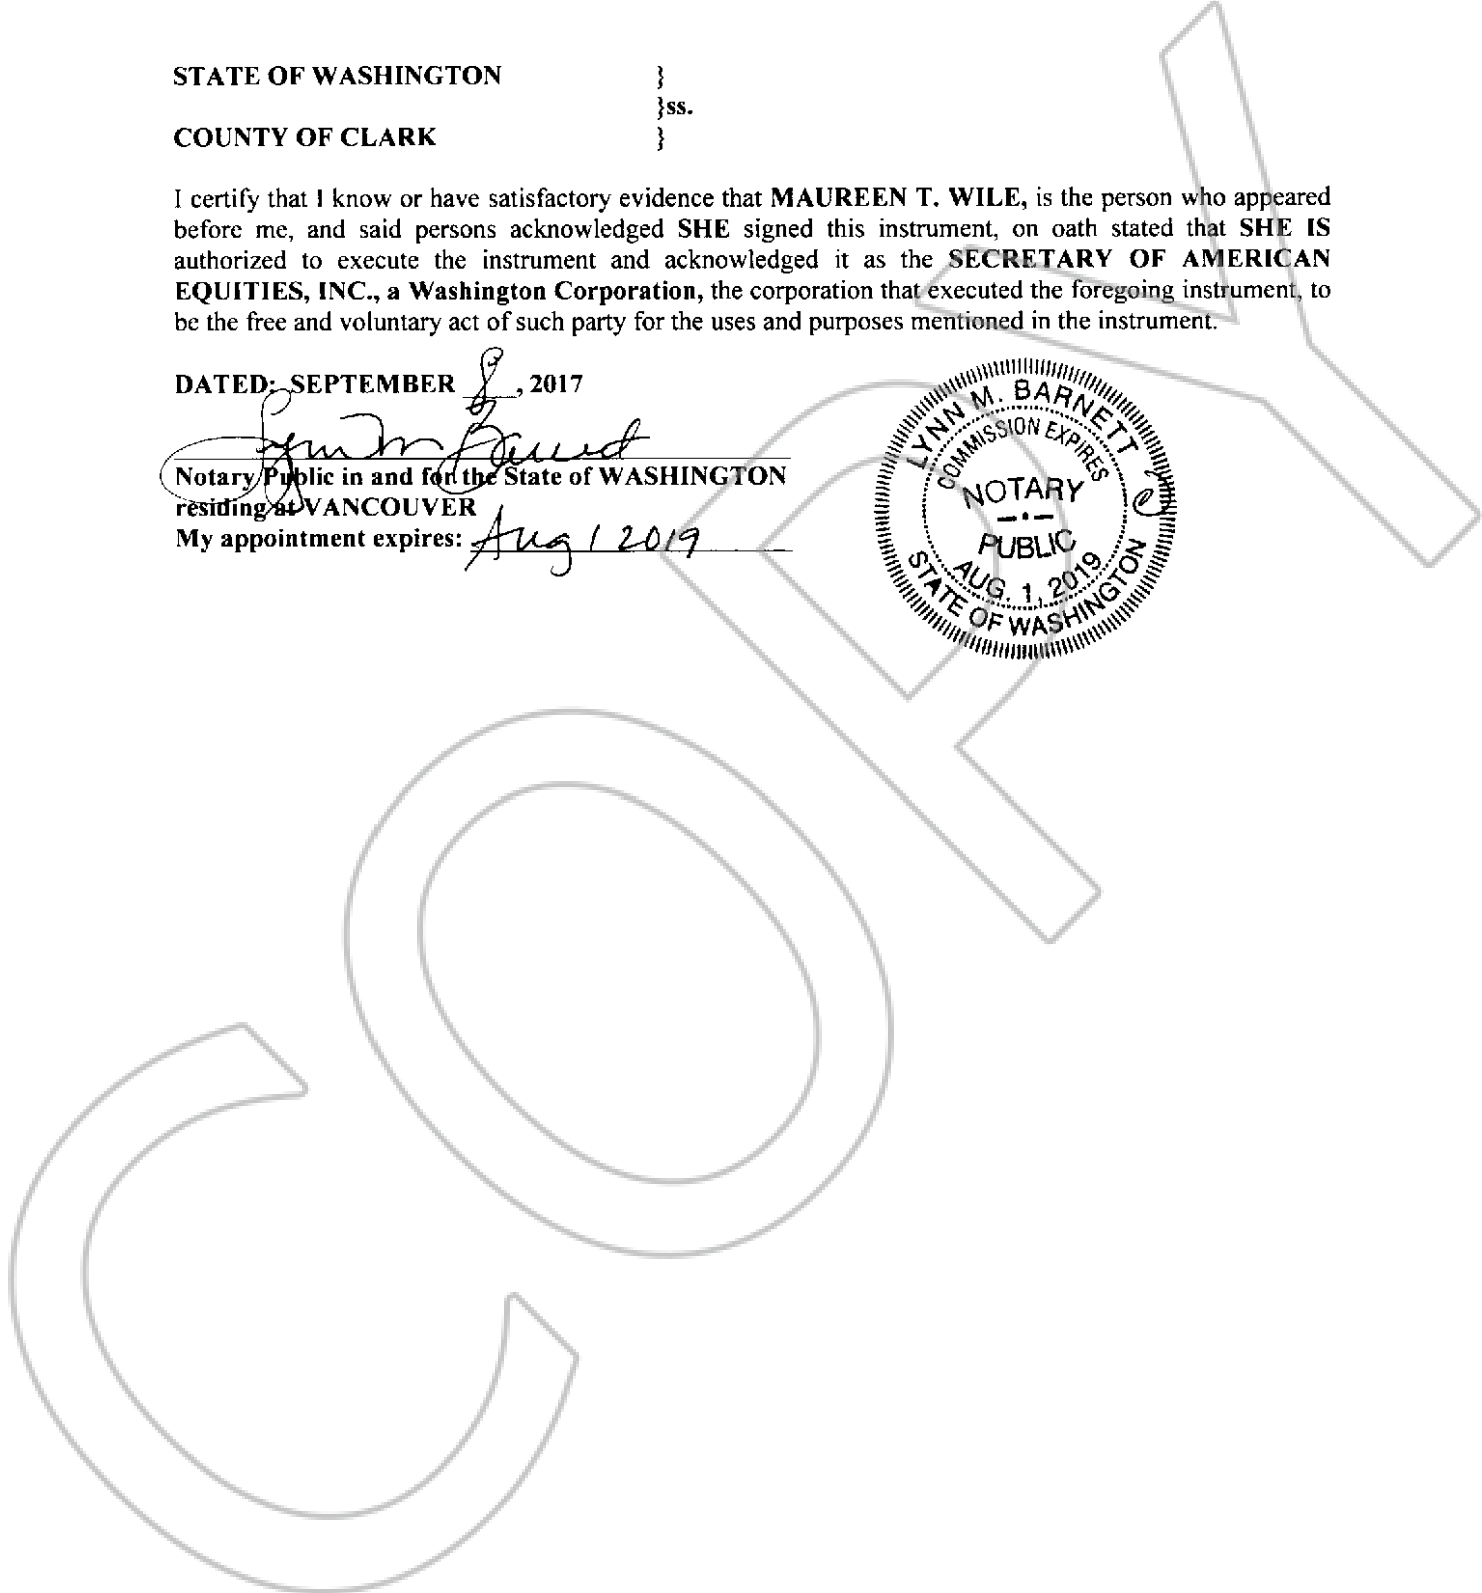 STATE OF WASHINGTON }
}ss.
COUNTY OF CLARK }
I certify that I know or have satisfactory evidence that MAUREEN T. WILE, is the person who appeared
before me, and said persons acknowledged SHE signed this instrument, on oath stated that SHE IS
authorized to execute the instrument and acknowledged it as the SECRETARY OF AMERICAN
EQUITIES, INC., a Washington Corporation, the corporation that executed the foregoing instrument, to
be the free and voluntary act of such party for the uses and purposes mentioned in the instrument.
DATED: SEPTEMBER 8, 2017
Lynn M Barnett
Notary Public in and for the State of WASHINGTON
residing at VANCOUVER
My appointment expires: Aug 1 2019
LYNN M. BARNETT
COMMISSION EXPIRES
NOTARY
PUBLIC
AUG. 1, 2019
STATE OF WASHINGTON
COPY